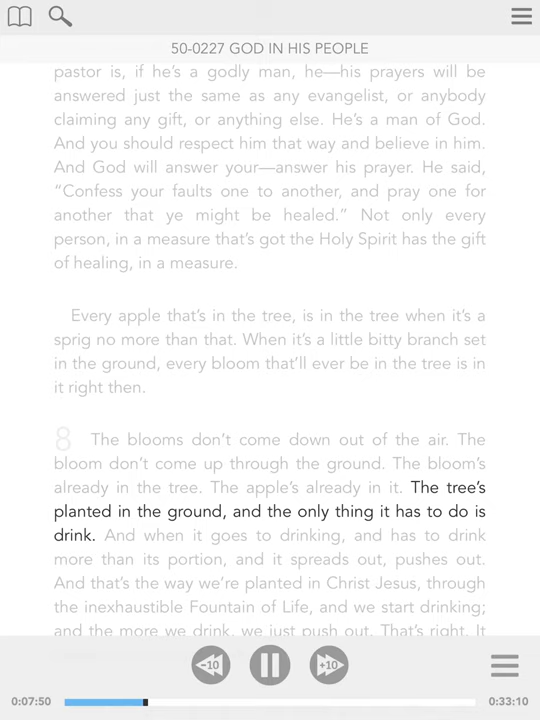 50-0227 GOD IN HIS PEOPLE
pastor is, if he's a godly man, he—his prayers will be
answered just the same as any evangelist, or anybody
claiming any gift, or anything else. He's a man of God.
And you should respect him that way and believe in him.
And God will answer your—answer his prayer. He said,
“Confess your faults one to another, and pray one for
another that ye might be healed.” Not only every
person, in a measure that's got the Holy Spirit has the gift
of healing, in a measure.
Every apple that's in the tree, is in the tree when it's a
sprig no more than that. When it's a little bitty branch set
in the ground, every bloom that'll ever be in the tree is in
it right then.
8 The blooms don't come down out of the air. The
bloom don't come up through the ground. The bloom's
already in the tree. The apple's already in it. The tree's
planted in the ground, and the only thing it has to do is
drink. And when it goes to drinking, and has to drink
more than its portion, and it spreads out, pushes out.
And that's the way we're planted in Christ Jesus, through
the inexhaustible Fountain of Life, and we start drinking;
and the more we drink, we just push out. That's right. It
-10 +10
0:07:50 0:33:10